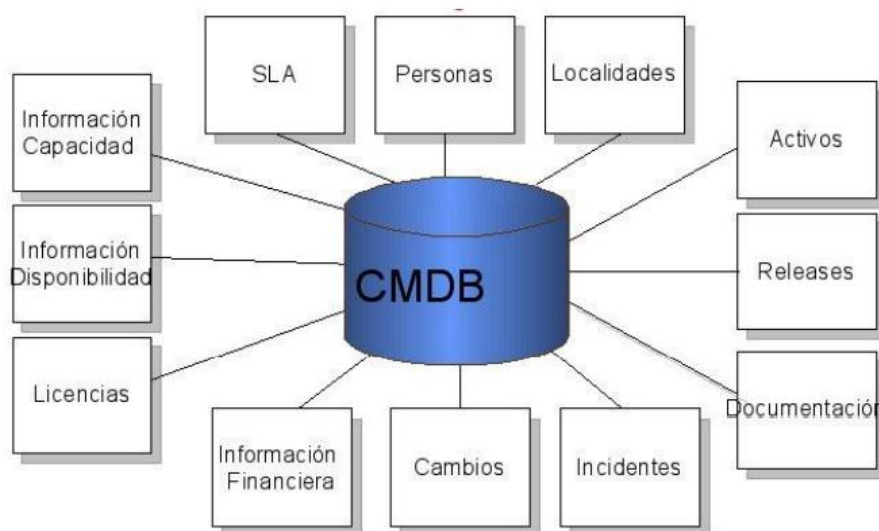 SLA
Personas
Localidades
Información
Capacidad
Activos
Información
Disponibilidad
CMDB
Releases
Licencias
Documentación
Información
Financiera
Cambios
Incidentes